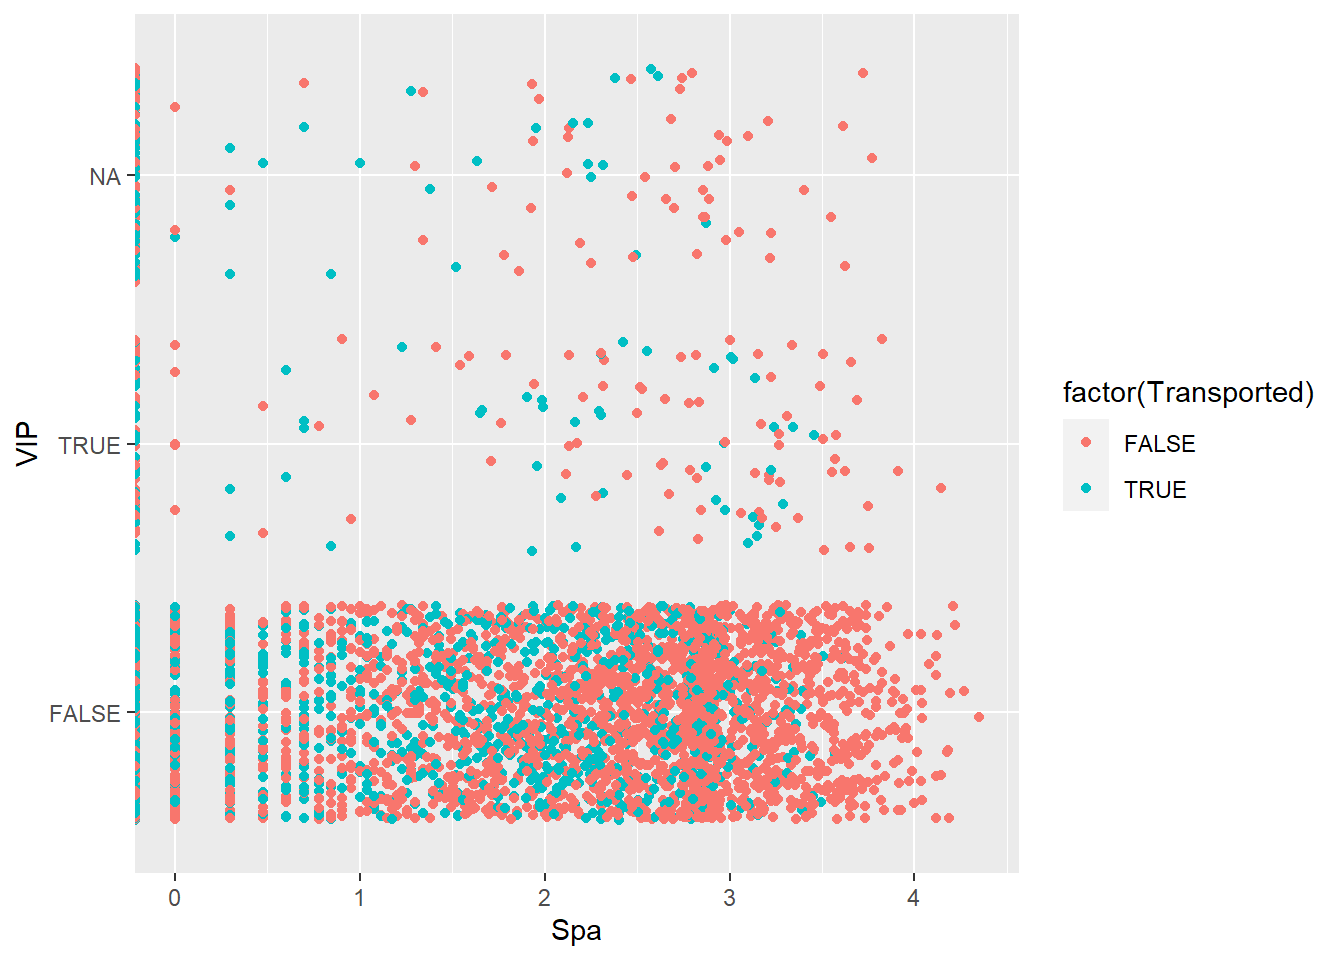 NA
TRUE
FALSE
VIP
0 1 2 3 4
Spa
factor(Transported)
FALSE
TRUE